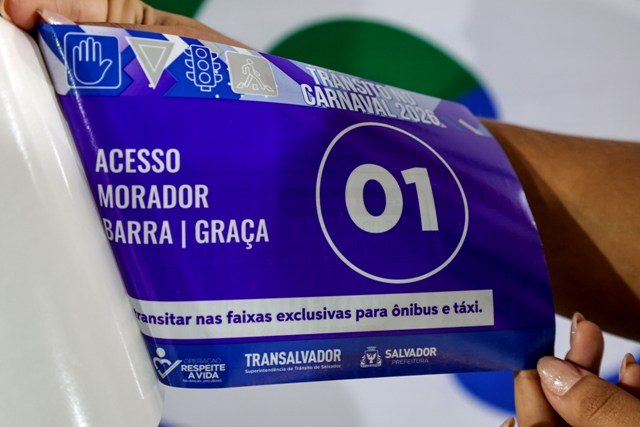 TRÂNSITO NO
CARNAVAL 2026
ACESSO
MORADOR
BARRA | GRAÇA
01
transitar nas faixas exclusivas para ônibus e táxi.
OPERAÇÃO
RESPEITE
A VIDA
TRANSALVADOR
Superintendência de Trânsito de Salvador
SALVADOR
PREFEITURA